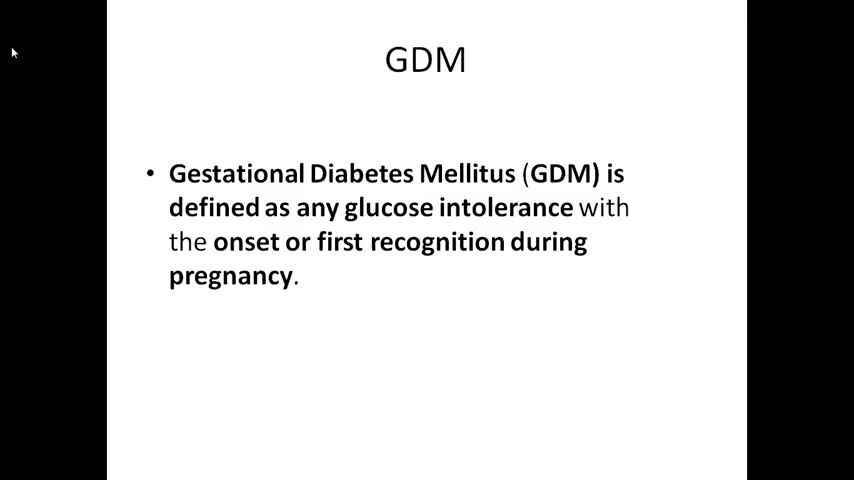 GDM
• Gestational Diabetes Mellitus (GDM) is
defined as any glucose intolerance with
the onset or first recognition during
pregnancy.